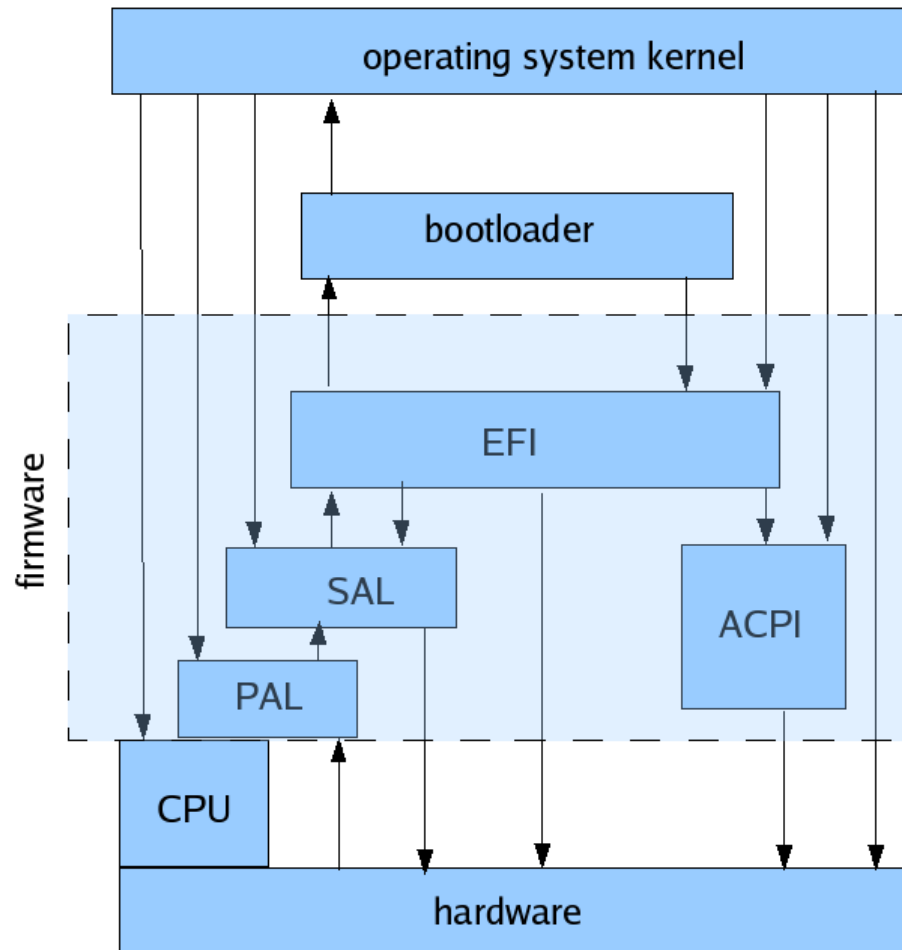 operating system kernel
bootloader
firmware
EFI
SAL
ACPI
PAL
CPU
hardware